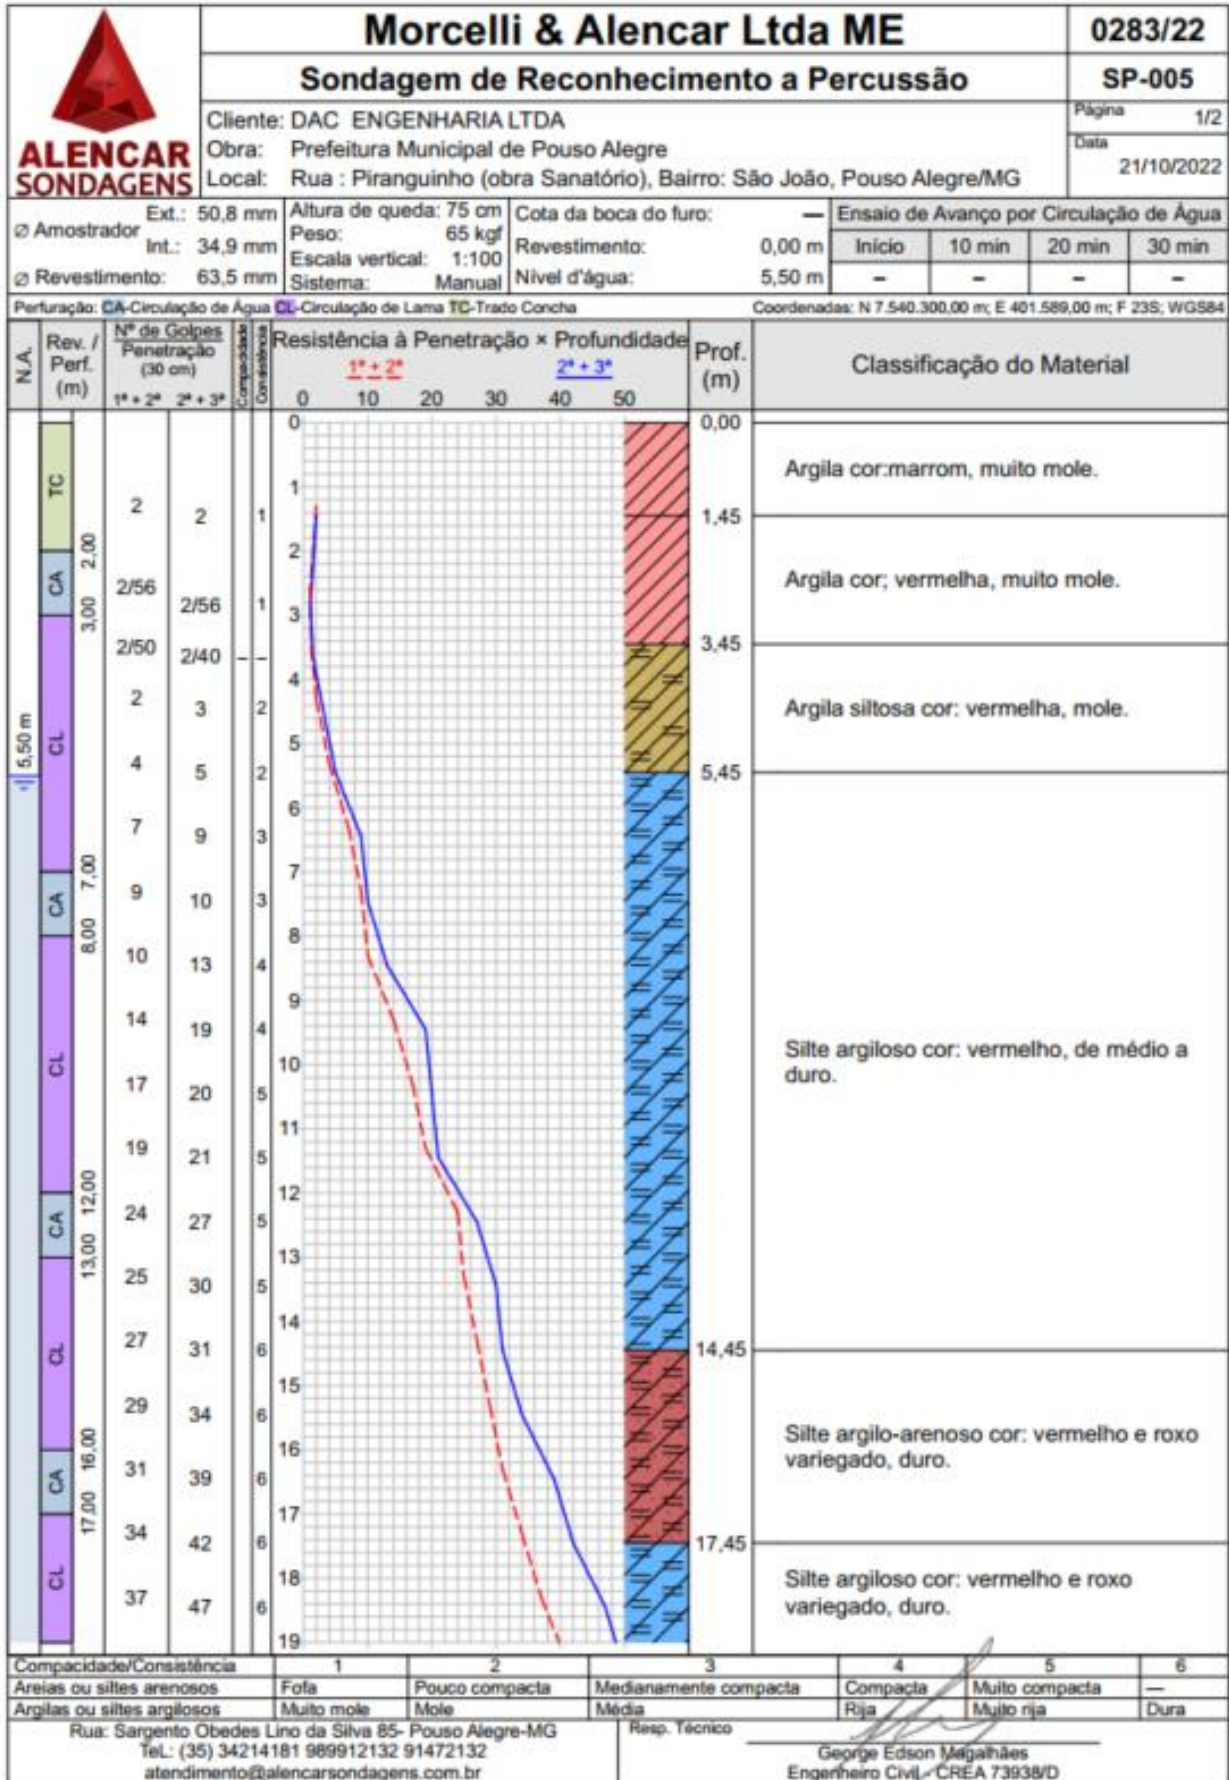 Morcelli & Alencar Ltda ME
0283/22
Sondagem de Reconhecimento a Percussão
SP-005
ALENCAR
SONDAGENS
Cliente: DAC ENGENHARIA LTDA
Obra: Prefeitura Municipal de Pouso Alegre
Local: Rua : Piranguinho (obra Sanatório), Bairro: São João, Pouso Alegre/MG
Página 1/2
Data
21/10/2022
Ø Amostrador Ext.: 50,8 mm
Int.: 34,9 mm
Ø Revestimento: 63,5 mm
Altura de queda: 75 cm
Peso: 65 kgf
Escala vertical: 1:100
Sistema: Manual
Cota da boca do furo: —
Revestimento: 0,00 m
Nível d'água: 5,50 m
Ensaio de Avanço por Circulação de Água
Início 10 min 20 min 30 min
– – – –
Perfuração: CA-Circulação de Água CL-Circulação de Lama TC-Trado Concha
Coordenadas: N 7.540.300,00 m; E 401.589,00 m; F 23S; WGS84
N.A.
Rev. /
Perf.
(m)
Nº de Golpes
Penetração
(30 cm)
1ª + 2ª 2ª + 3ª
Compacidade
Consistência
Resistência à Penetração × Profundidade
1ª + 2ª 2ª + 3ª
0 10 20 30 40 50
Prof.
(m)
Classificação do Material
5,50 m
TC
2,00
CA
3,00
CL
7,00
CA
8,00
CL
12,00
CA
13,00
CL
16,00
CA
17,00
CL
2 2 1
2/56 2/56 1
2/50 2/40 – –
2 3 2
4 5 2
7 9 3
9 10 3
10 13 4
14 19 4
17 20 5
19 21 5
24 27 5
25 30 5
27 31 6
29 34 6
31 39 6
34 42 6
37 47 6
0
1
2
3
4
5
6
7
8
9
10
11
12
13
14
15
16
17
18
19
0,00
Argila cor:marrom, muito mole.
1,45
Argila cor; vermelha, muito mole.
3,45
Argila siltosa cor: vermelha, mole.
5,45
Silte argiloso cor: vermelho, de médio a
duro.
14,45
Silte argilo-arenoso cor: vermelho e roxo
variegado, duro.
17,45
Silte argiloso cor: vermelho e roxo
variegado, duro.
Compacidade/Consistência 1 2 3 4 5 6
Areias ou siltes arenosos Fofa Pouco compacta Medianamente compacta Compacta Muito compacta —
Argilas ou siltes argilosos Muito mole Mole Média Rija Muito rija Dura
Rua: Sargento Obedes Lino da Silva 85- Pouso Alegre-MG
TeL: (35) 34214181 989912132 91472132
atendimento@alencarsondagens.com.br
Resp. Técnico
George Edson Magalhães
Engenheiro Civil - CREA 73938/D